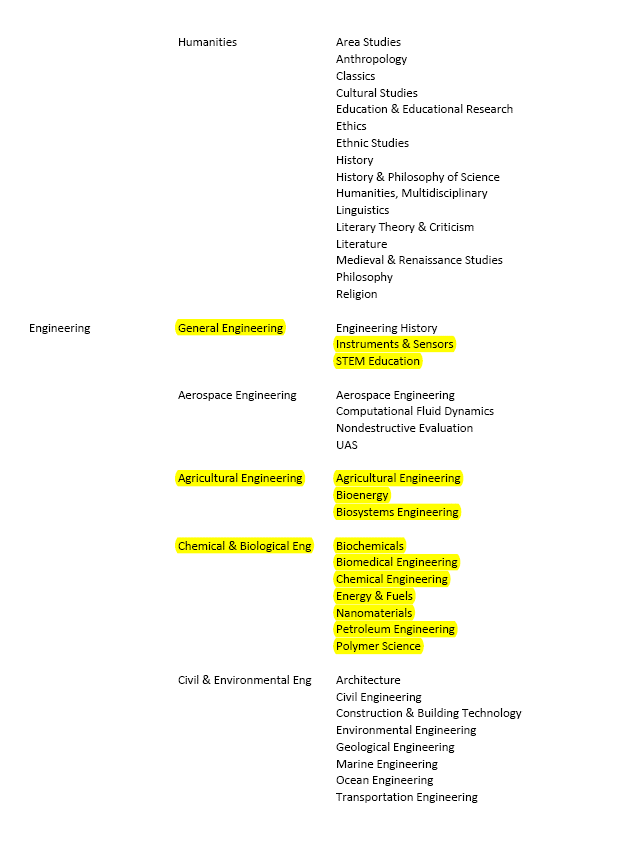 Humanities Area Studies
Anthropology
Classics
Cultural Studies
Education & Educational Research
Ethics
Ethnic Studies
History
History & Philosophy of Science
Humanities, Multidisciplinary
Linguistics
Literary Theory & Criticism
Literature
Medieval & Renaissance Studies
Philosophy
Religion
Engineering General Engineering Engineering History
Instruments & Sensors
STEM Education
Aerospace Engineering Aerospace Engineering
Computational Fluid Dynamics
Nondestructive Evaluation
UAS
Agricultural Engineering Agricultural Engineering
Bioenergy
Biosystems Engineering
Chemical & Biological Eng Biochemicals
Biomedical Engineering
Chemical Engineering
Energy & Fuels
Nanomaterials
Petroleum Engineering
Polymer Science
Civil & Environmental Eng Architecture
Civil Engineering
Construction & Building Technology
Environmental Engineering
Geological Engineering
Marine Engineering
Ocean Engineering
Transportation Engineering